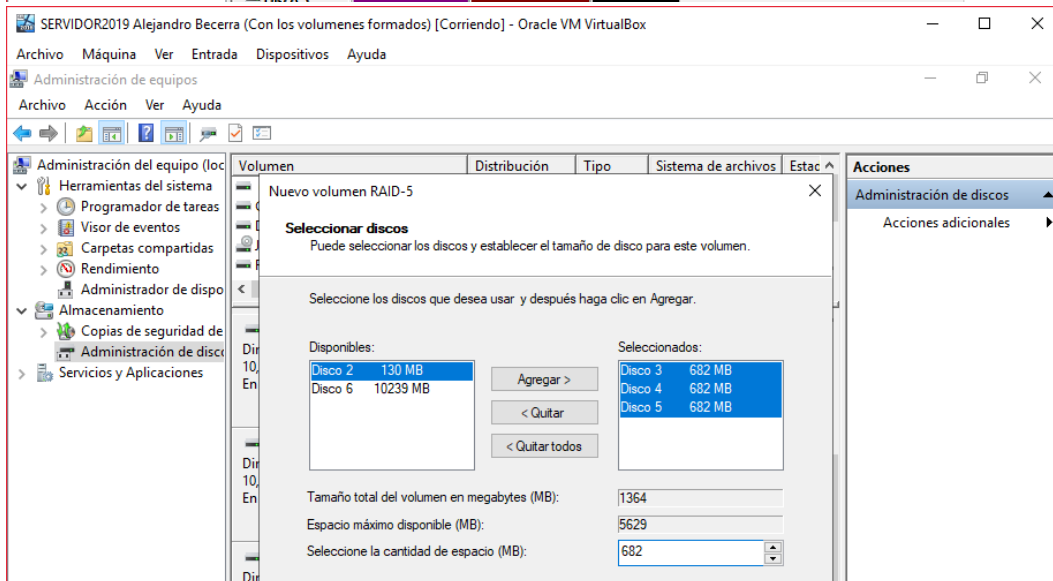 SERVIDOR2019 Alejandro Becerra (Con los volumenes formados) [Corriendo] - Oracle VM VirtualBox
Archivo Máquina Ver Entrada Dispositivos Ayuda
Administración de equipos
Archivo Acción Ver Ayuda
Administración del equipo (loc
Herramientas del sistema
Programador de tareas
Visor de eventos
Carpetas compartidas
Rendimiento
Administrador de dispo
Almacenamiento
Copias de seguridad de
Administración de disco
Servicios y Aplicaciones
Volumen Distribución Tipo Sistema de archivos Estac
Nuevo volumen RAID-5
Seleccionar discos
Puede seleccionar los discos y establecer el tamaño de disco para este volumen.
Seleccione los discos que desea usar y después haga clic en Agregar.
Disponibles:
Disco 2 130 MB
Disco 6 10239 MB
Agregar >
< Quitar
< Quitar todos
Seleccionados:
Disco 3 682 MB
Disco 4 682 MB
Disco 5 682 MB
Tamaño total del volumen en megabytes (MB): 1364
Espacio máximo disponible (MB): 5629
Seleccione la cantidad de espacio (MB): 682
Din
10,
En
Din
10,
En
Din
Acciones
Administración de discos
Acciones adicionales